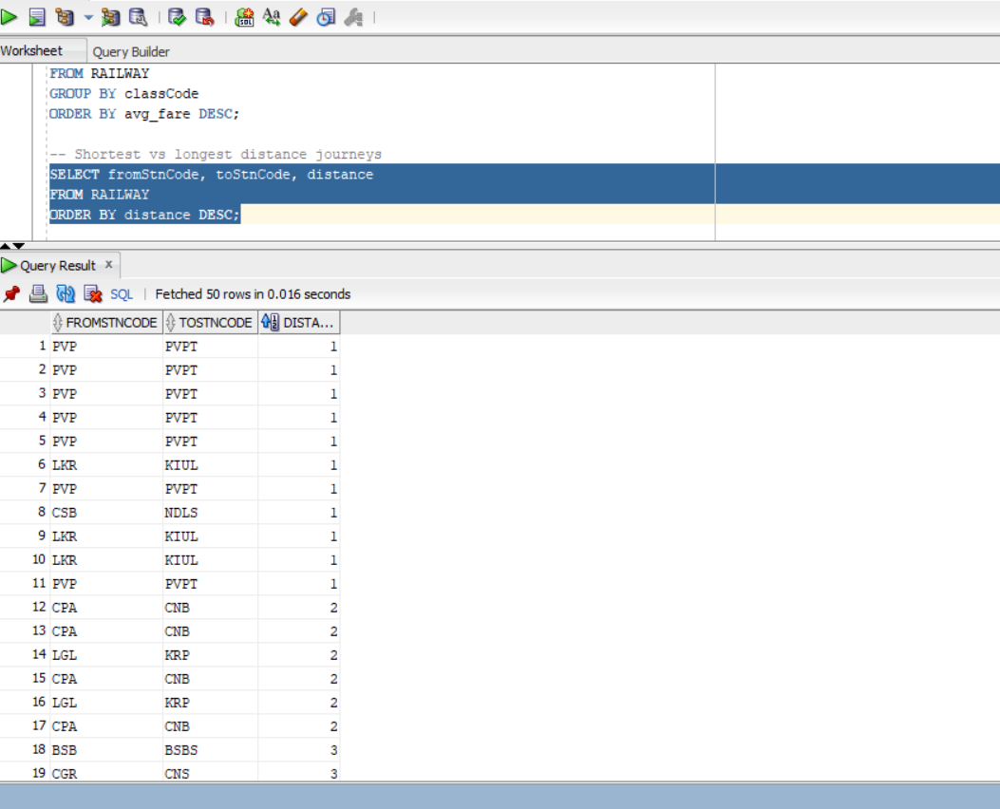 Worksheet Query Builder
FROM RAILWAY
GROUP BY classCode
ORDER BY avg_fare DESC;
-- Shortest vs longest distance journeys
SELECT fromStnCode, toStnCode, distance
FROM RAILWAY
ORDER BY distance DESC;
Query Result x
SQL | Fetched 50 rows in 0.016 seconds
FROMSTNCODE TOSTNCODE DISTA...
1 PVP PVPT 1
2 PVP PVPT 1
3 PVP PVPT 1
4 PVP PVPT 1
5 PVP PVPT 1
6 LKR KIUL 1
7 PVP PVPT 1
8 CSB NDLS 1
9 LKR KIUL 1
10 LKR KIUL 1
11 PVP PVPT 1
12 CPA CNB 2
13 CPA CNB 2
14 LGL KRP 2
15 CPA CNB 2
16 LGL KRP 2
17 CPA CNB 2
18 BSB BSBS 3
19 CGR CNS 3